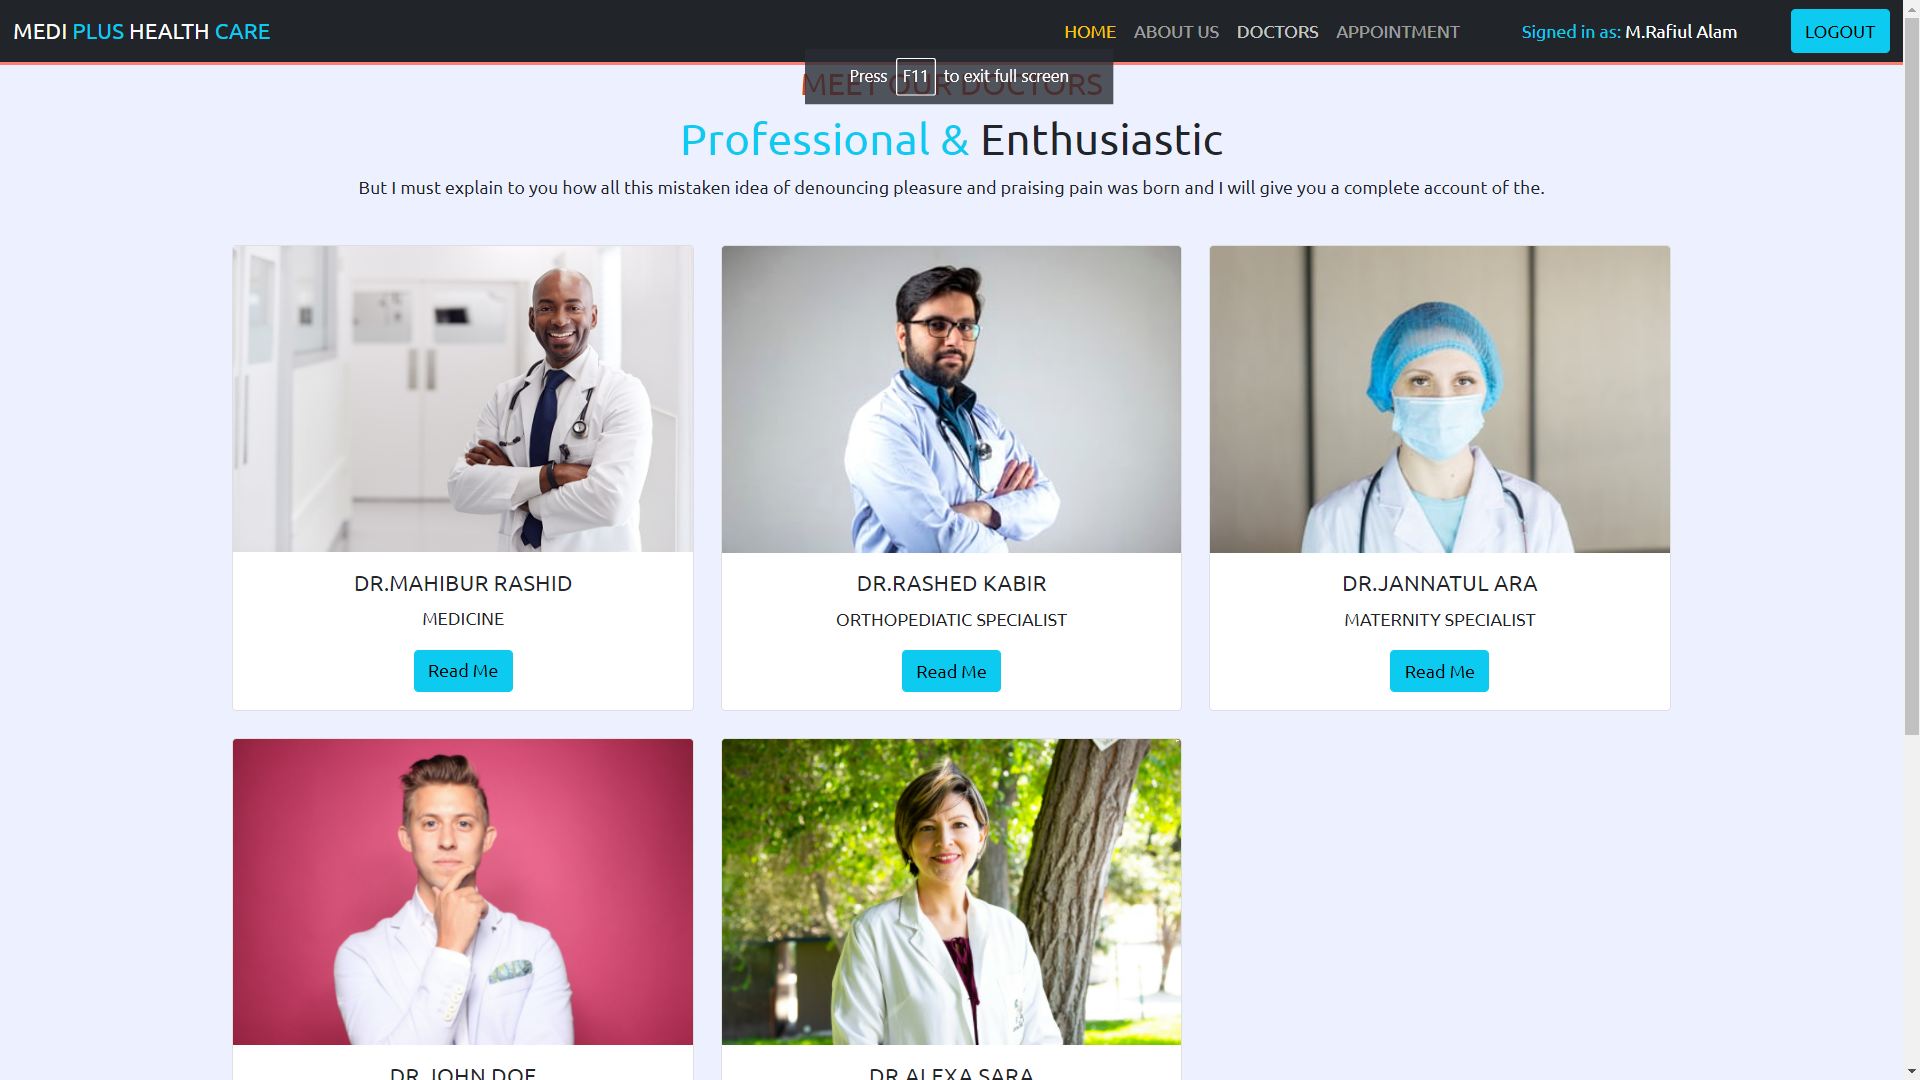 MEDI PLUS HEALTH CARE
HOME ABOUT US DOCTORS APPOINTMENT Signed in as: M.Rafiul Alam LOGOUT
Press F11 to exit full screen
MEET OUR DOCTORS
Professional & Enthusiastic
But I must explain to you how all this mistaken idea of denouncing pleasure and praising pain was born and I will give you a complete account of the.
DR.MAHIBUR RASHID
MEDICINE
Read Me
DR.RASHED KABIR
ORTHOPEDIATIC SPECIALIST
Read Me
DR.JANNATUL ARA
MATERNITY SPECIALIST
Read Me
DR.JOHN DOE
DR.ALEXA SARA